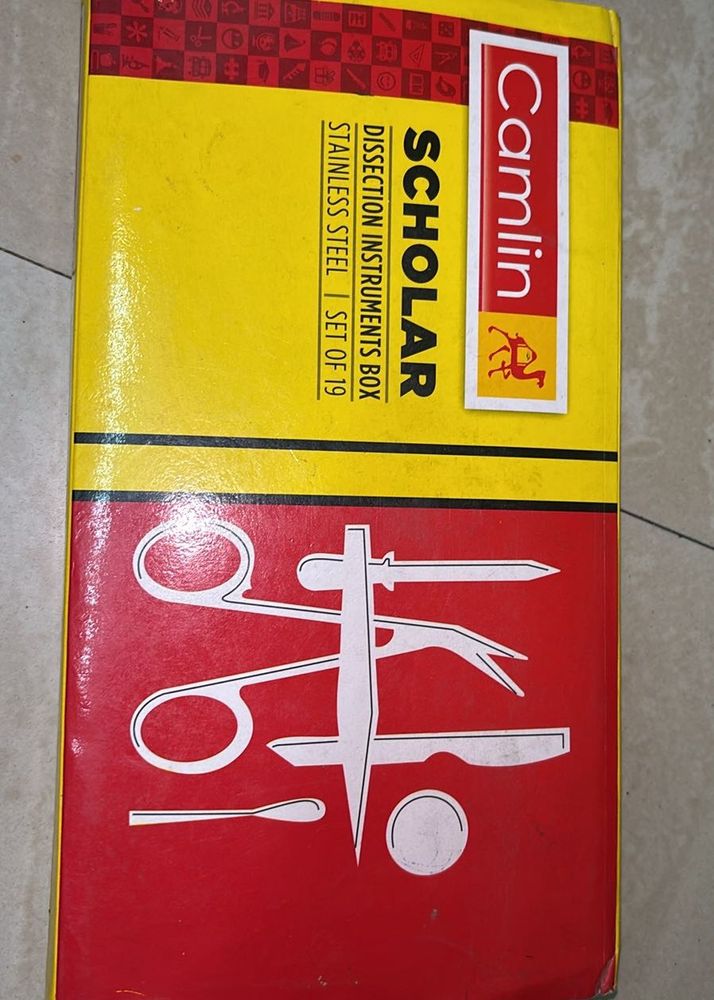 Camlin
SCHOLAR
DISSECTION INSTRUMENTS BOX
STAINLESS STEEL | SET OF 19